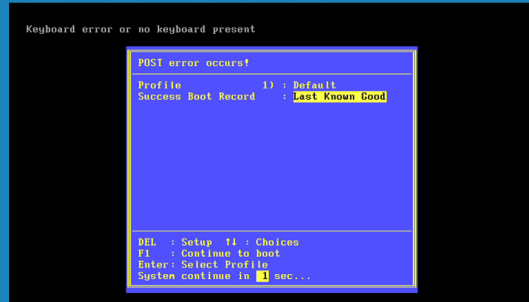 Keyboard error or no keyboard present
POST error occurs!
Profile 1) : Default
Success Boot Record : Last Known Good
DEL : Setup ↑↓ : Choices
F1 : Continue to boot
Enter: Select Profile
System continue in 1 sec...